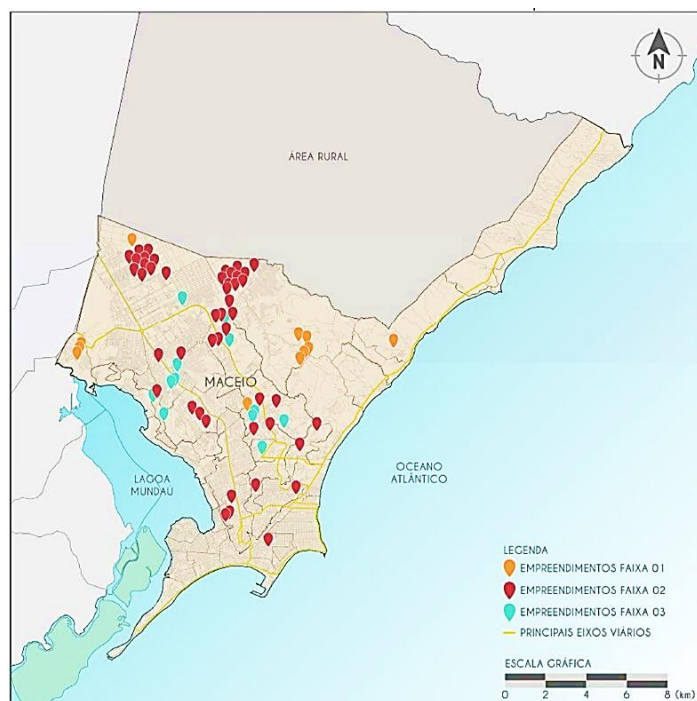 N
ÁREA RURAL
MACEIÓ
LAGOA
MUNDAÚ
OCEANO
ATLÂNTICO
LEGENDA
EMPREENDIMENTOS FAIXA 01
EMPREENDIMENTOS FAIXA 02
EMPREENDIMENTOS FAIXA 03
PRINCIPAIS EIXOS VIÁRIOS
ESCALA GRÁFICA
0 2 4 6 8 (km)